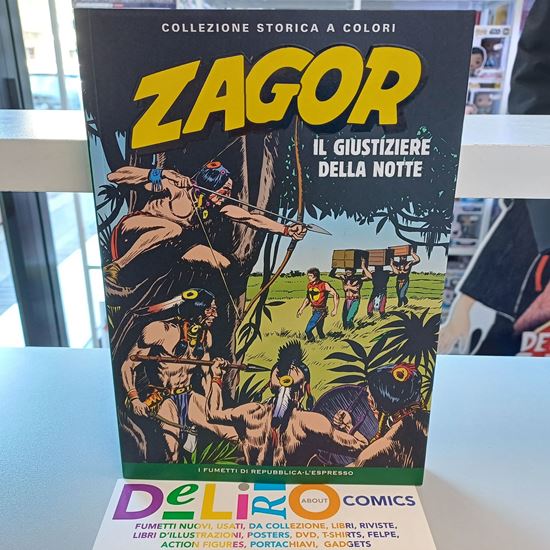 COLLEZIONE STORICA A COLORI
ZAGOR
IL GIUSTIZIERE
DELLA NOTTE
I FUMETTI DI REPUBBLICA-L'ESPRESSO
DeLiRiO ABOUT COMICS
FUMETTI NUOVI, USATI, DA COLLEZIONE, LIBRI, RIVISTE,
LIBRI D'ILLUSTRAZIONI, POSTERS, DVD, T-SHIRTS, FELPE,
ACTION FIGURES, PORTACHIAVI, GADGETS